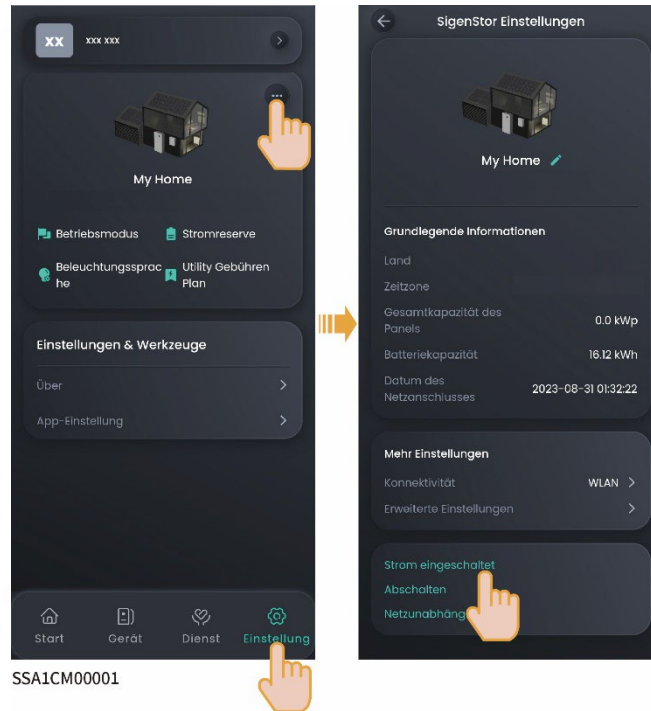 xx
xxx xxx
My Home
Betriebsmodus
Stromreserve
Beleuchtungssprac
he
Utility Gebühren
Plan
Einstellungen & Werkzeuge
Über
App-Einstellung
Start
Gerät
Dienst
Einstellung
SSA1CM00001
SigenStor Einstellungen
My Home
Grundlegende Informationen
Land
Zeitzone
Gesamtkapazität des
Panels
0.0 kWp
Batteriekapazität
16.12 kWh
Datum des
Netzanschlusses
2023-08-31 01:32:22
Mehr Einstellungen
Konnektivität
WLAN
Erweiterte Einstellungen
Strom eingeschaltet
Abschalten